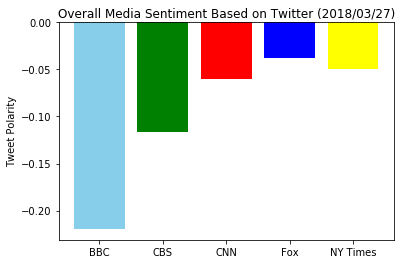 Overall Media Sentiment Based on Twitter (2018/03/27)
0.00
−0.05
−0.10
−0.15
−0.20
Tweet Polarity
BBC CBS CNN Fox NY Times